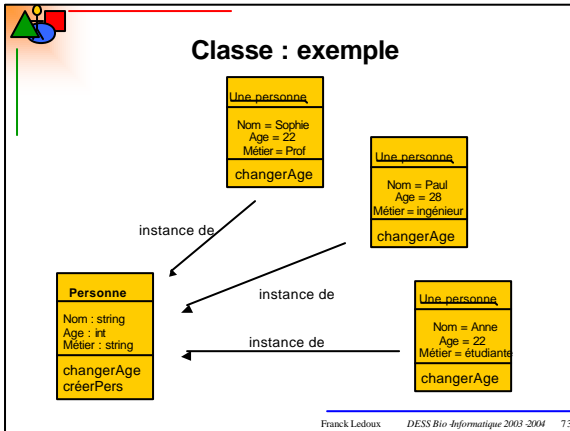 Classe : exemple
Une personne
Nom = Sophie
Age = 22
Métier = Prof
changerAge
Une personne
Nom = Paul
Age = 28
Métier = ingénieur
changerAge
instance de
instance de
instance de
Personne
Nom : string
Age : int
Métier : string
changerAge
créerPers
Une personne
Nom = Anne
Age = 22
Métier = étudiante
changerAge
Franck Ledoux DESS Bio-Informatique 2003-2004 73